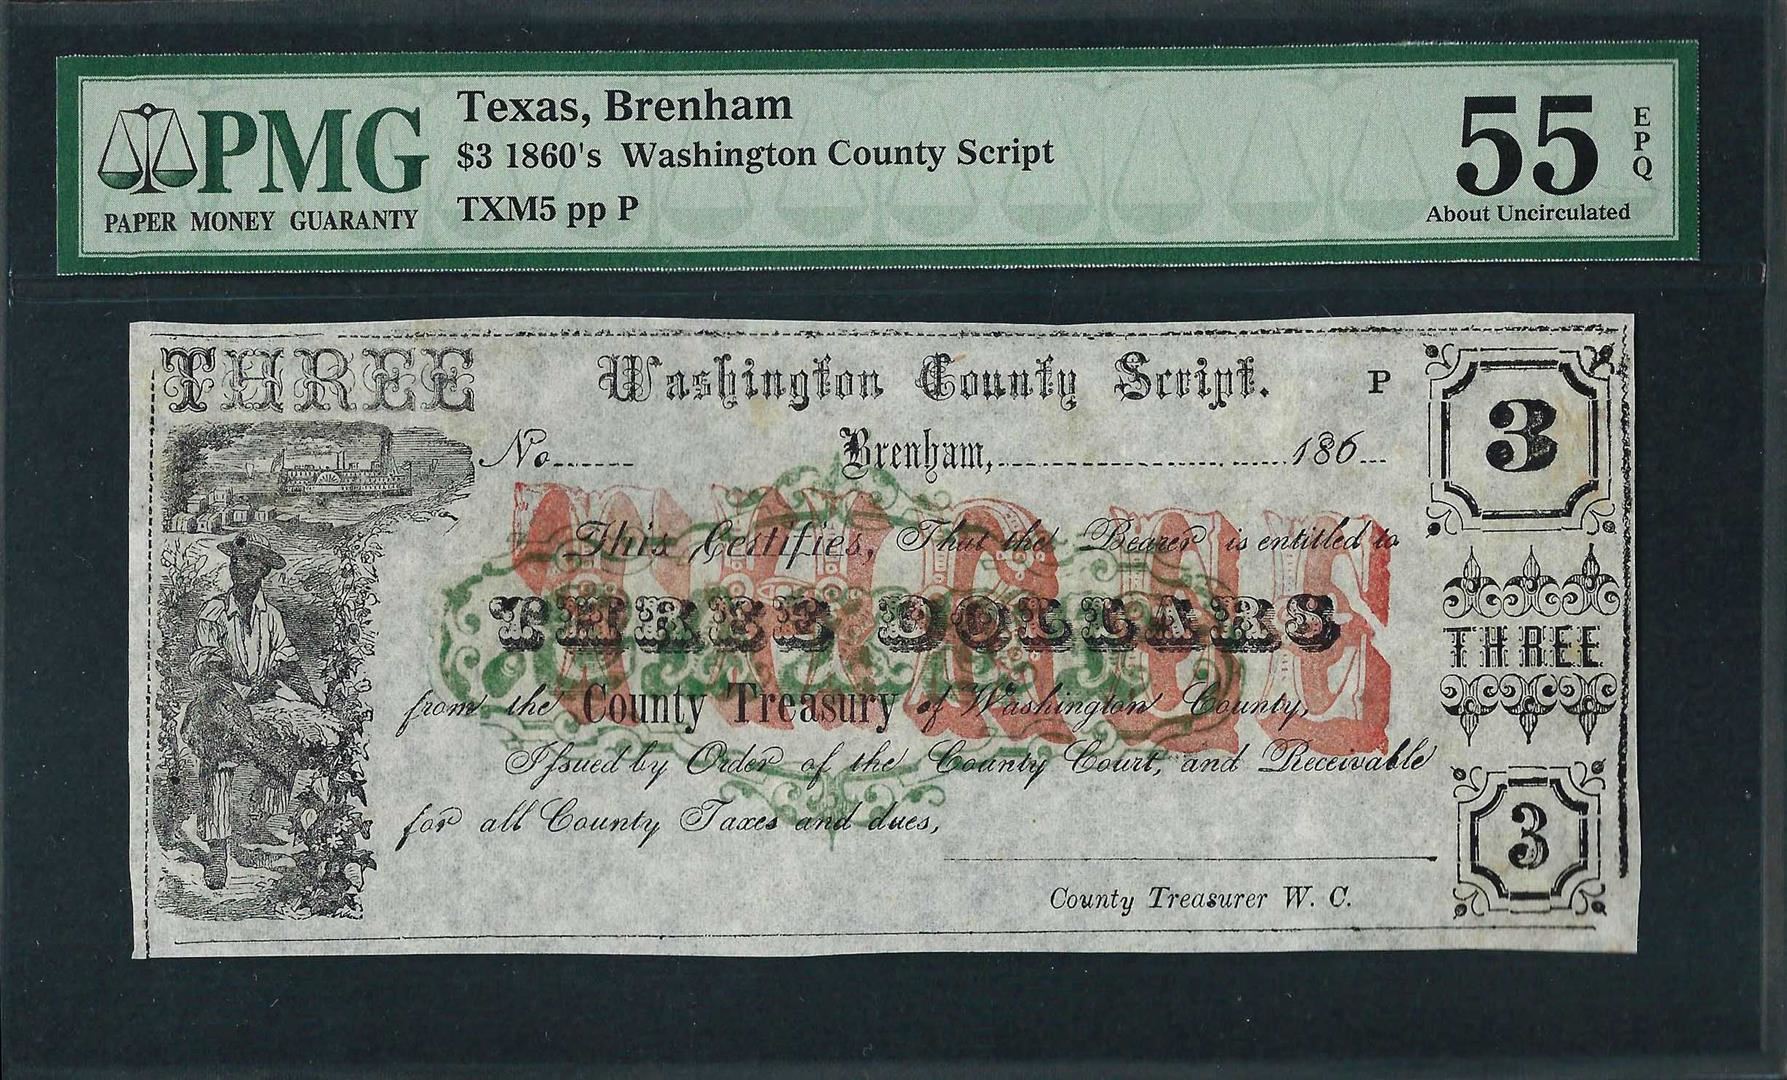 PMG
PAPER MONEY GUARANTY
Texas, Brenham
$3 1860's Washington County Script
TXM5 pp P
55
EPQ
About Uncirculated
THREE
Washington County Script.
P
3
No......
Brenham,..............................186...
THREE
This Certifies, That the Bearer is entitled to
THREE DOLLARS
from the County Treasury of Washington County,
Issued by Order of the County Court, and Receivable
for all County Taxes and dues,
County Treasurer W. C.
THREE
3